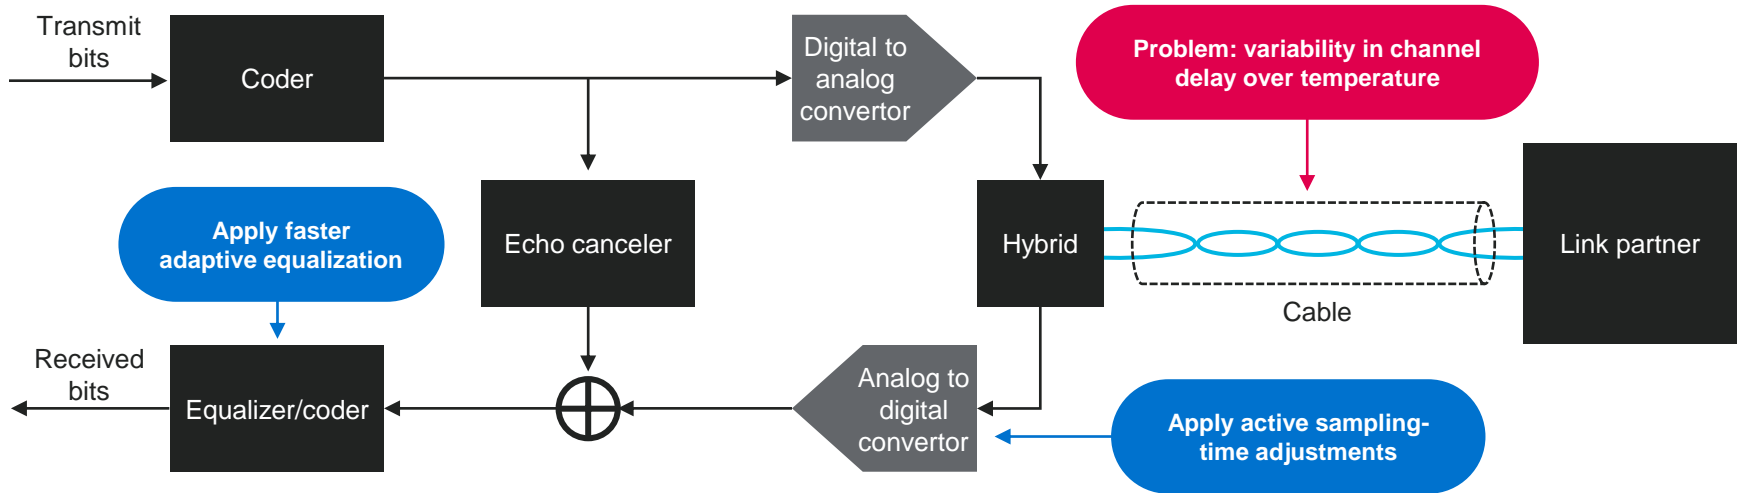 Transmit
bits
Coder
Digital to
analog
convertor
Problem: variability in channel
delay over temperature
Apply faster
adaptive equalization
Echo canceler
Hybrid
Link partner
Cable
Received
bits
Equalizer/coder
Analog to
digital
convertor
Apply active sampling-
time adjustments